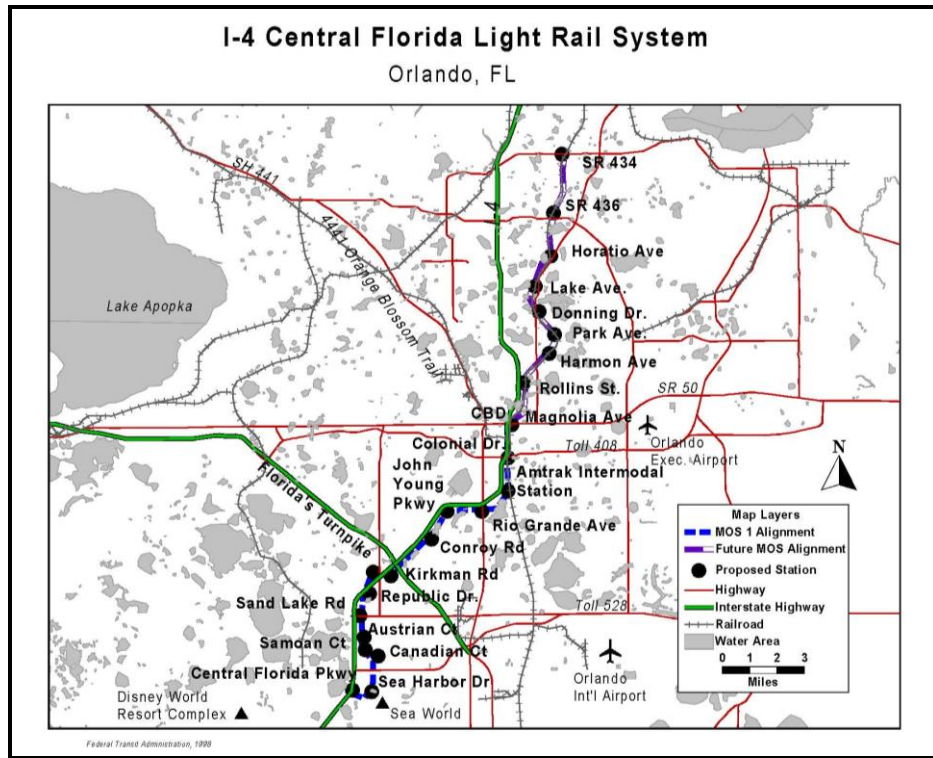 I-4 Central Florida Light Rail System
Orlando, FL
SR 434
SH 441
SR 436
I-4
4441 Orange Blossom Trail
Horatio Ave
Lake Ave.
Lake Apopka
Donning Dr.
Park Ave.
Harmon Ave
Rollins St.
SR 50
CBD
Magnolia Ave
Colonial Dr.
Toll 408
Orlando
Exec. Airport
John
Young
Pkwy
Amtrak Intermodal
Station
N
Florida's Turnpike
Rio Grande Ave
Conroy Rd
Kirkman Rd
Republic Dr.
Sand Lake Rd
Toll 528
Austrian Ct
Samoan Ct
Canadian Ct
Central Florida Pkwy
Sea Harbor Dr
Orlando
Int'l Airport
Disney World
Resort Complex
Sea World
Map Layers
MOS 1 Alignment
Future MOS Alignment
Proposed Station
Highway
Interstate Highway
Railroad
Water Area
0 1 2 3
Miles
Federal Transit Administration, 1998